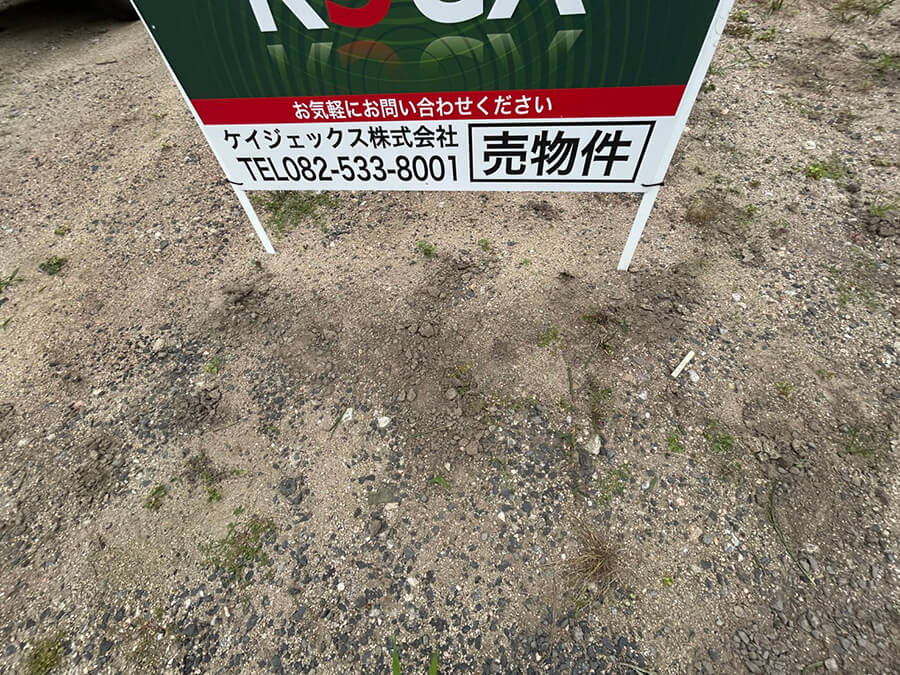 お気軽にお問い合わせください
ケイジェックス株式会社
TEL082-533-8001
売物件